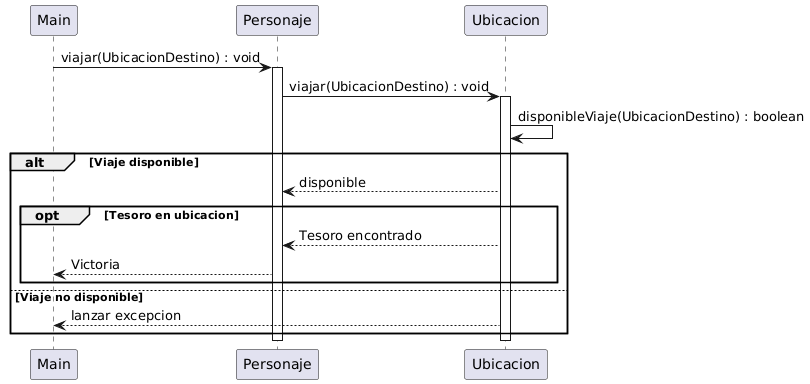 Main
Personaje
Ubicacion
viajar(UbicacionDestino) : void
viajar(UbicacionDestino) : void
disponibleViaje(UbicacionDestino) : boolean
alt [Viaje disponible]
disponible
opt [Tesoro en ubicacion]
Tesoro encontrado
Victoria
[Viaje no disponible]
lanzar excepcion
Main
Personaje
Ubicacion